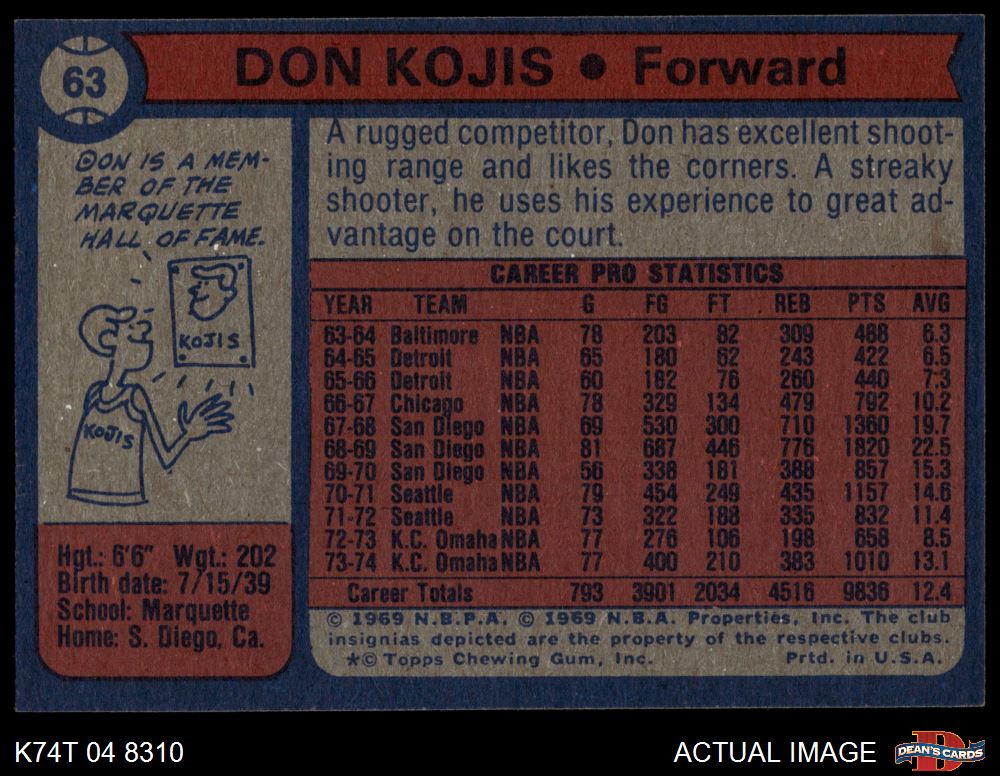 63
DON KOJIS ● Forward
DON IS A MEM-
BER OF THE
MARQUETTE
HALL OF FAME.
KOJIS
KOJIS
Hgt.: 6'6" Wgt.: 202
Birth date: 7/15/39
School: Marquette
Home: S. Diego, Ca.
A rugged competitor, Don has excellent shoot-
ing range and likes the corners. A streaky
shooter, he uses his experience to great ad-
vantage on the court.
CAREER PRO STATISTICS
YEAR TEAM G FG FT REB PTS AVG
63-64 Baltimore NBA 78 203 82 309 488 6.3
64-65 Detroit NBA 65 180 62 243 422 6.5
65-66 Detroit NBA 60 182 76 260 440 7.3
66-67 Chicago NBA 78 329 134 479 792 10.2
67-68 San Diego NBA 69 530 300 710 1360 19.7
68-69 San Diego NBA 81 687 446 776 1820 22.5
69-70 San Diego NBA 56 338 181 388 857 15.3
70-71 Seattle NBA 79 454 249 435 1157 14.6
71-72 Seattle NBA 73 322 188 335 832 11.4
72-73 K.C. Omaha NBA 77 276 106 198 658 8.5
73-74 K.C. Omaha NBA 77 400 210 383 1010 13.1
Career Totals 793 3901 2034 4516 9836 12.4
© 1969 N.B.P.A. © 1969 N.B.A. Properties, Inc. The club
insignias depicted are the property of the respective clubs.
*© Topps Chewing Gum, Inc. Prtd. in U.S.A.
K74T 04 8310
ACTUAL IMAGE
DEAN'S CARDS